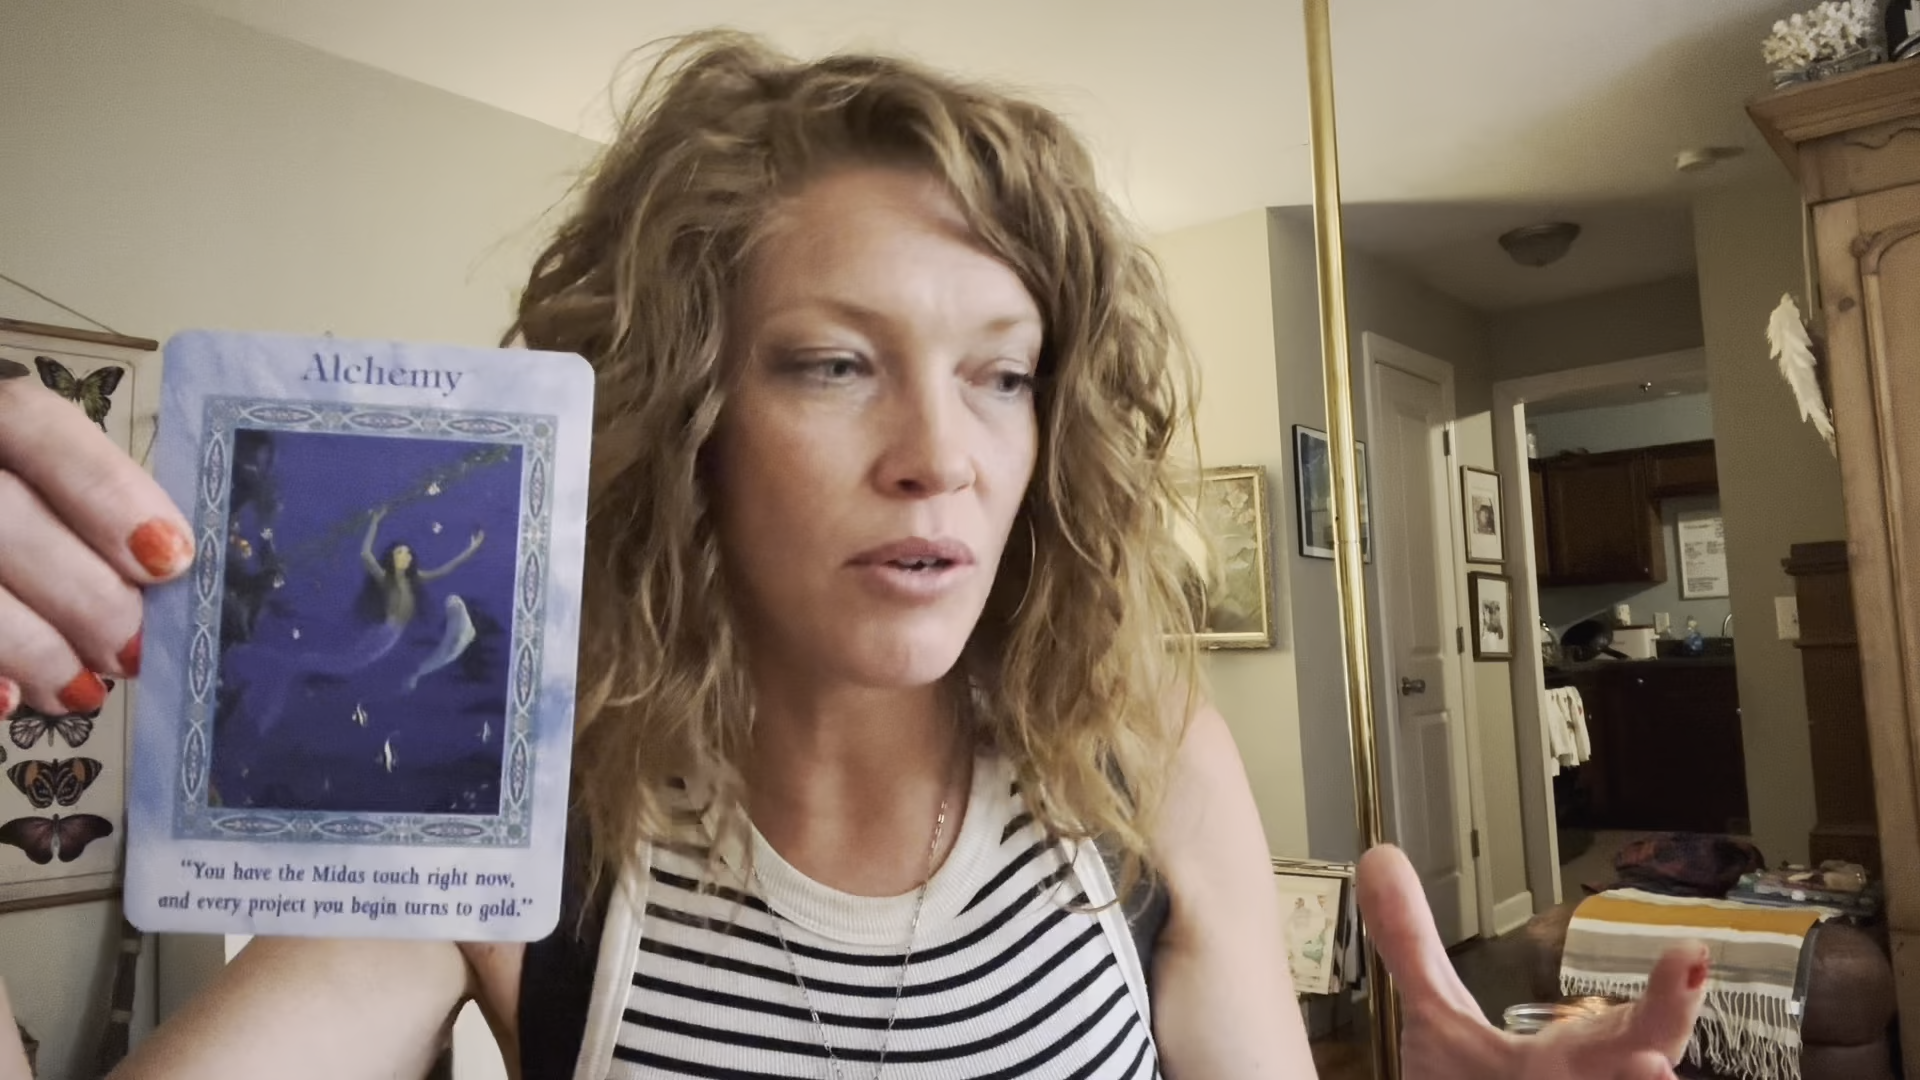 Alchemy
“You have the Midas touch right now,
and every project you begin turns to gold.”